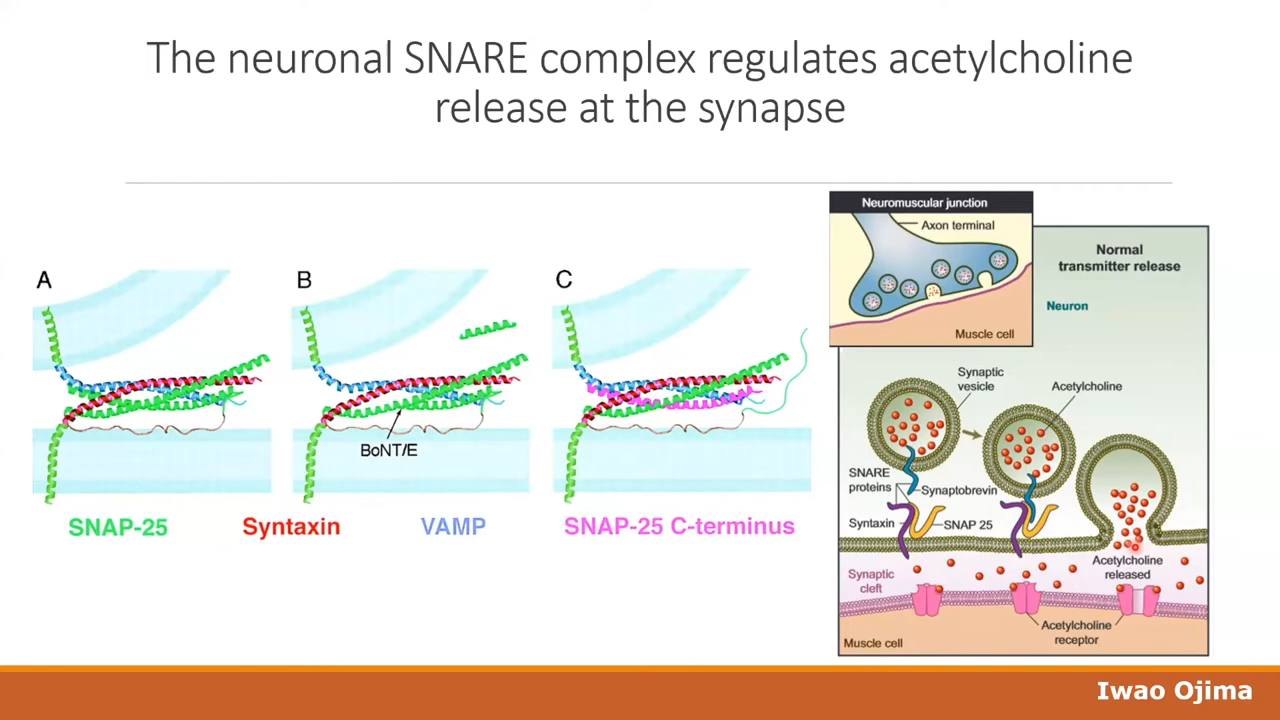 The neuronal SNARE complex regulates acetylcholine
release at the synapse
A
B
C
BoNT/E
SNAP-25
Syntaxin
VAMP
SNAP-25 C-terminus
Neuromuscular junction
Axon terminal
Muscle cell
Normal
transmitter release
Neuron
Synaptic
vesicle
Acetylcholine
SNARE
proteins
Synaptobrevin
Syntaxin
SNAP 25
Acetylcholine
released
Synaptic
cleft
Acetylcholine
receptor
Muscle cell
Iwao Ojima